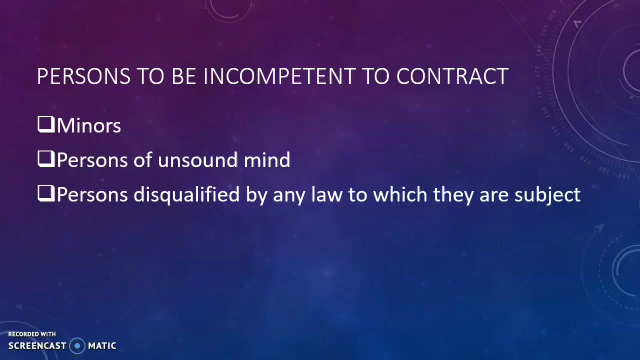 PERSONS TO BE INCOMPETENT TO CONTRACT
❑Minors
❑Persons of unsound mind
❑Persons disqualified by any law to which they are subject
RECORDED WITH
SCREENCAST MATIC